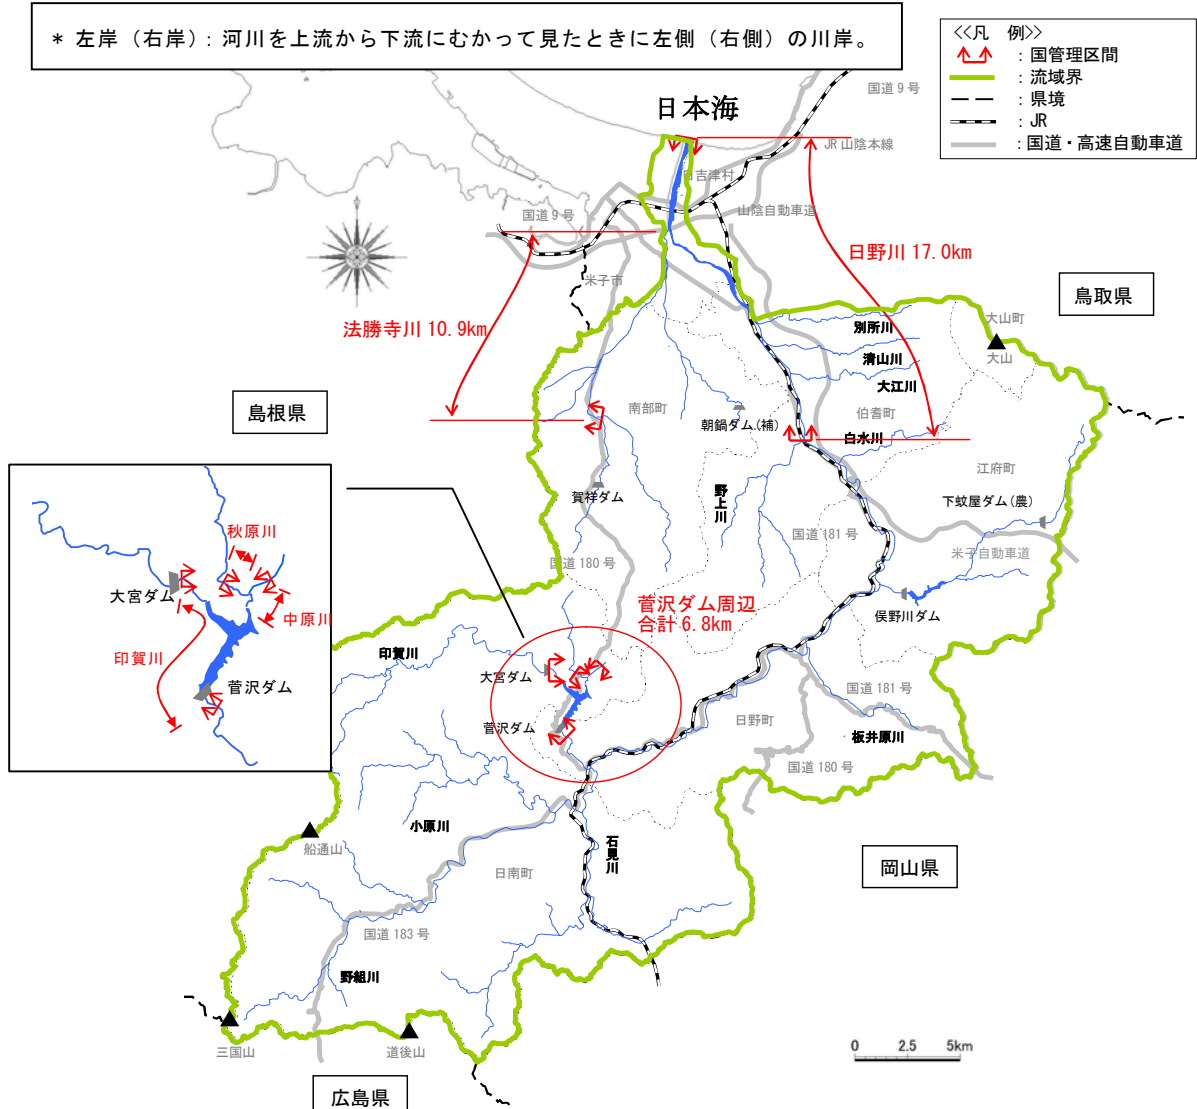 * 左岸（右岸）: 河川を上流から下流にむかって見たときに左側（右側）の川岸。
≪凡　例≫
: 国管理区間
: 流域界
: 県境
: JR
: 国道・高速自動車道
国道9号
日本海
JR山陰本線
日吉津村
国道9号
山陰自動車道
日野川 17.0km
米子市
鳥取県
法勝寺川 10.9km
別所川
大山町
清山川
大山
大江川
島根県
南部町
伯耆町
朝鍋ダム(補)
白水川
江府町
賀祥ダム
野上川
下蚊屋ダム(農)
秋原川
国道181号
米子自動車道
国道180号
大宮ダム
菅沢ダム周辺
合計 6.8km
俣野川ダム
中原川
印賀川
印賀川
大宮ダム
国道181号
菅沢ダム
日野町
菅沢ダム
板井原川
国道180号
小原川
石見川
船通山
日南町
岡山県
国道183号
野組川
三国山
道後山
0 2.5 5km
広島県